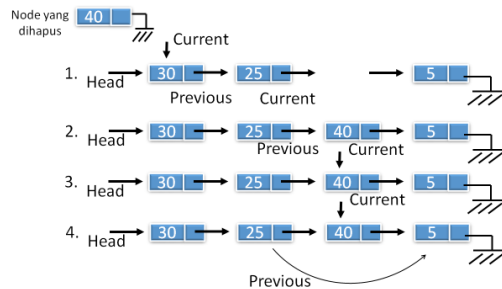 Node yang dihapus
40
Current
1. Head 30 25 5
Previous Current
2. Head 30 25 40 5
Previous Current
3. Head 30 25 40 5
Current
4. Head 30 25 40 5
Previous